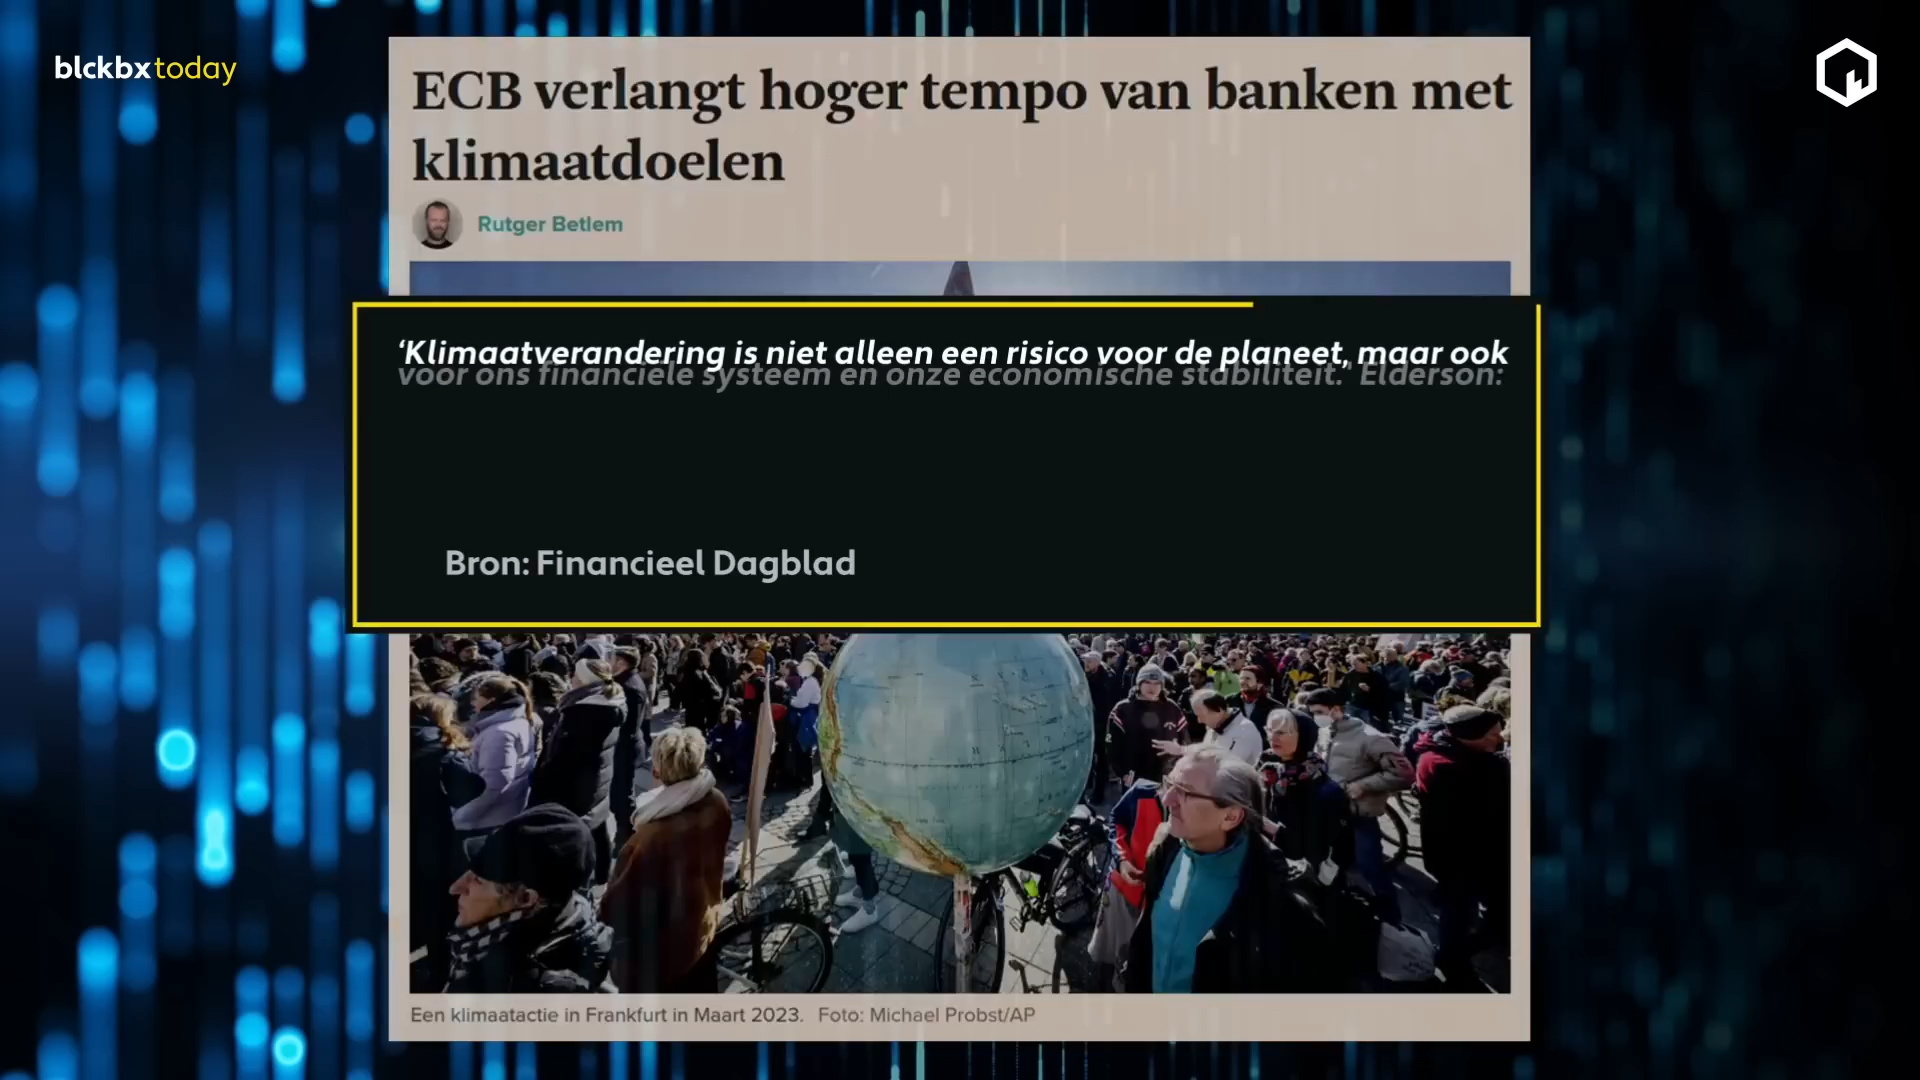 blckbxtoday
ECB verlangt hoger tempo van banken met
klimaatdoelen
Rutger Betlem
‘Klimaatverandering is niet alleen een risico voor de planeet, maar ook
voor ons financiële systeem en onze economische stabiliteit.’ Elderson:
Bron: Financieel Dagblad
Een klimaatactie in Frankfurt in Maart 2023. Foto: Michael Probst/AP